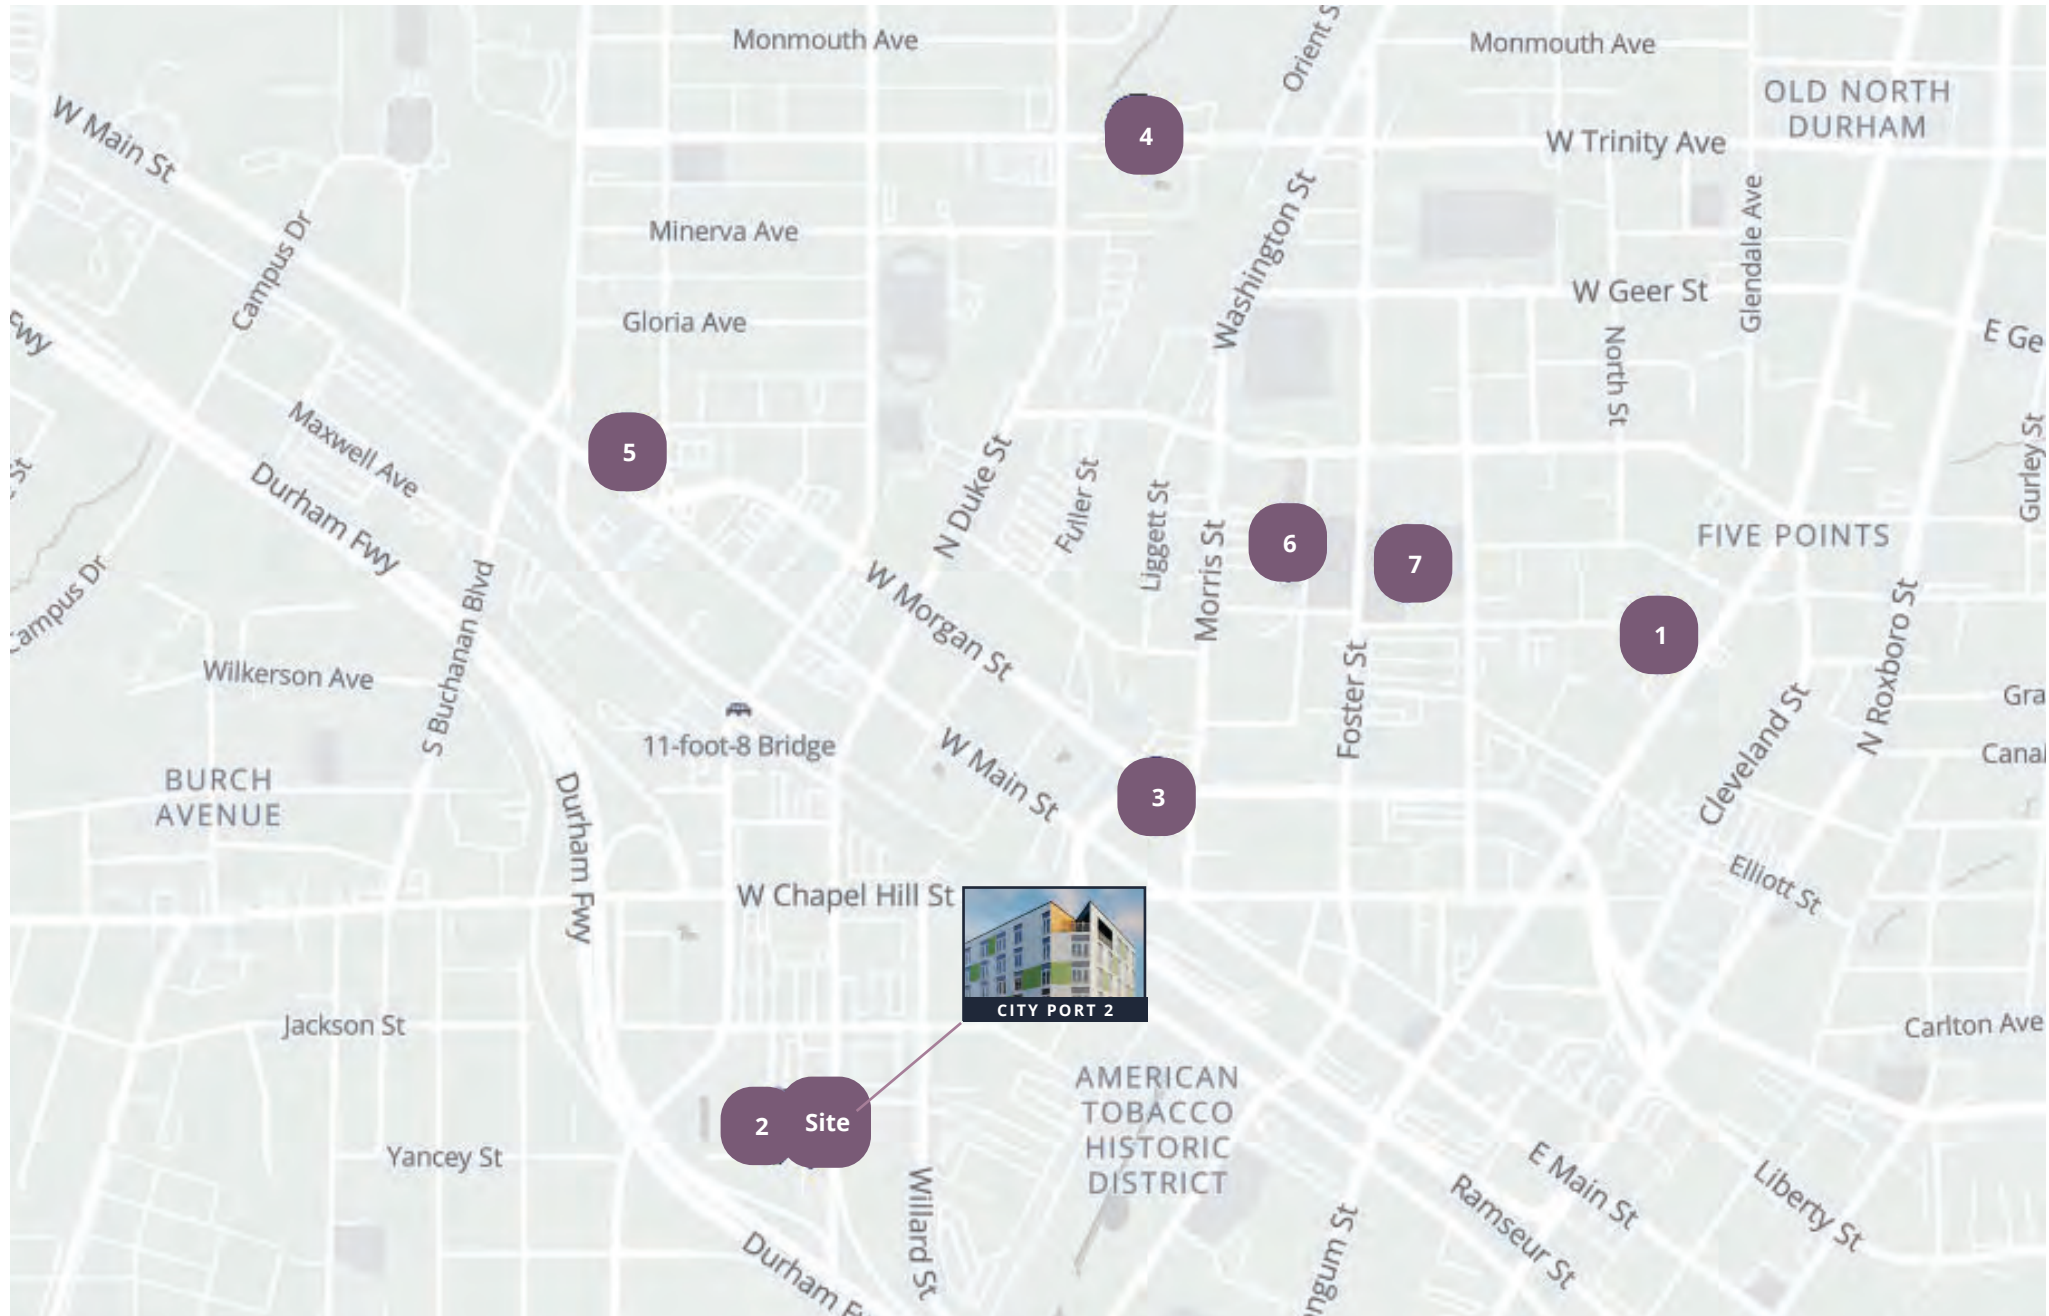 Monmouth Ave
Orient S
Monmouth Ave
OLD NORTH
DURHAM
W Main St
4
W Trinity Ave
Campus Dr
Minerva Ave
Washington St
Glendale Ave
W Geer St
Fwy
Gloria Ave
E Ge
North St
Maxwell Ave
5
N Duke St
Fuller St
Liggett St
Gurley St
St
Durham Fwy
Morris St
6
7
FIVE POINTS
Campus Dr
S Buchanan Blvd
W Morgan St
1
N Roxboro St
Wilkerson Ave
Foster St
Cleveland St
Gra
11-foot-8 Bridge
W Main St
Canal
BURCH
AVENUE
Durham Fwy
3
Elliott St
W Chapel Hill St
CITY PORT 2
Jackson St
Carlton Ave
AMERICAN
TOBACCO
HISTORIC
DISTRICT
2
Site
Yancey St
Willard St
E Main St
Liberty St
Ramseur St
ngum St
Durham F